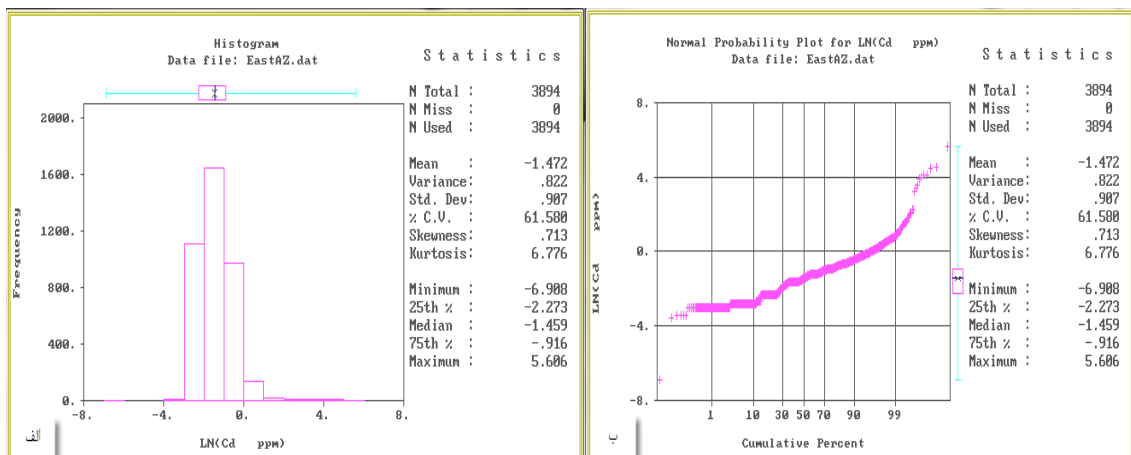 Histogram
Data file: EastAZ.dat
Statistics
N Total : 3894
N Miss : 0
N Used : 3894
Mean : -1.472
Variance: .822
Std. Dev: .907
% C.V. : 61.580
Skewness: .713
Kurtosis: 6.776
Minimum : -6.908
25th % : -2.273
Median : -1.459
75th % : -.916
Maximum : 5.606
Frequency
2000.
1600.
1200.
800.
400.
0.
-8. -4. 0. 4. 8.
LN(Cd ppm)
الف
Normal Probability Plot for LN(Cd ppm)
Data file: EastAZ.dat
Statistics
N Total : 3894
N Miss : 0
N Used : 3894
Mean : -1.472
Variance: .822
Std. Dev: .907
% C.V. : 61.580
Skewness: .713
Kurtosis: 6.776
Minimum : -6.908
25th % : -2.273
Median : -1.459
75th % : -.916
Maximum : 5.606
LN(Cd ppm)
8.
4.
0.
-4.
-8.
1 10 30 50 70 90 99
Cumulative Percent